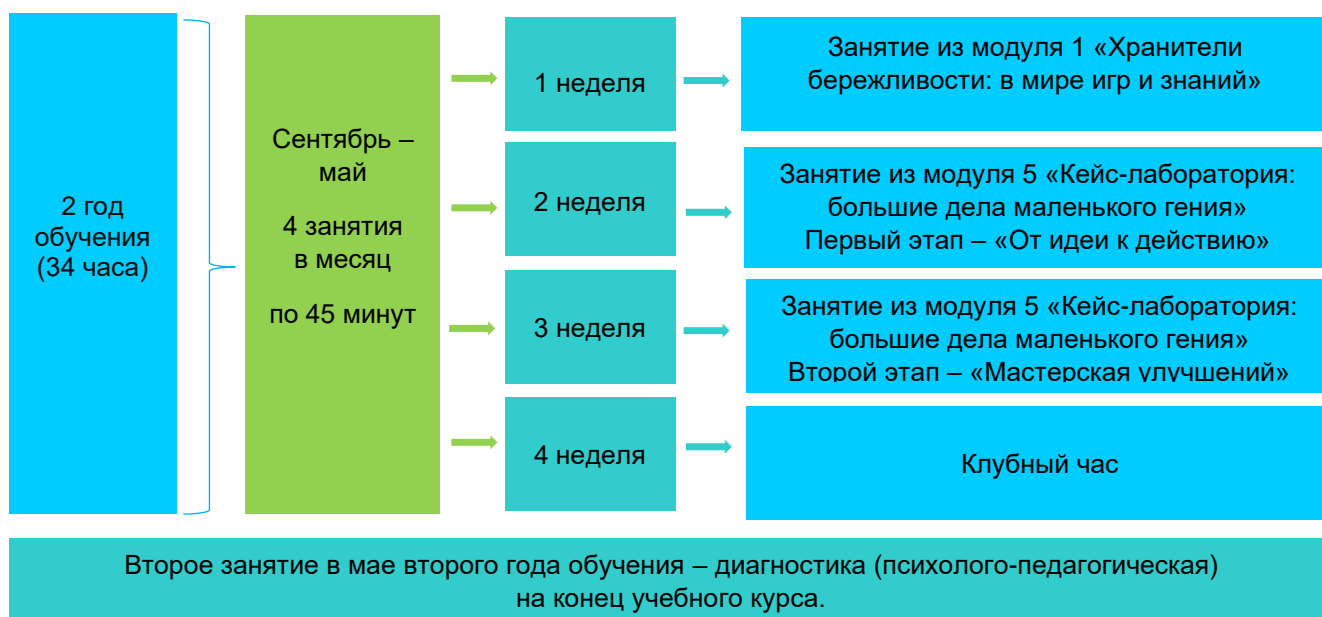 2 год
обучения
(34 часа)
Сентябрь –
май
4 занятия
в месяц
по 45 минут
1 неделя
Занятие из модуля 1 «Хранители
бережливости: в мире игр и знаний»
2 неделя
Занятие из модуля 5 «Кейс-лаборатория:
большие дела маленького гения»
Первый этап – «От идеи к действию»
3 неделя
Занятие из модуля 5 «Кейс-лаборатория:
большие дела маленького гения»
Второй этап – «Мастерская улучшений»
4 неделя
Клубный час
Второе занятие в мае второго года обучения – диагностика (психолого-педагогическая)
на конец учебного курса.